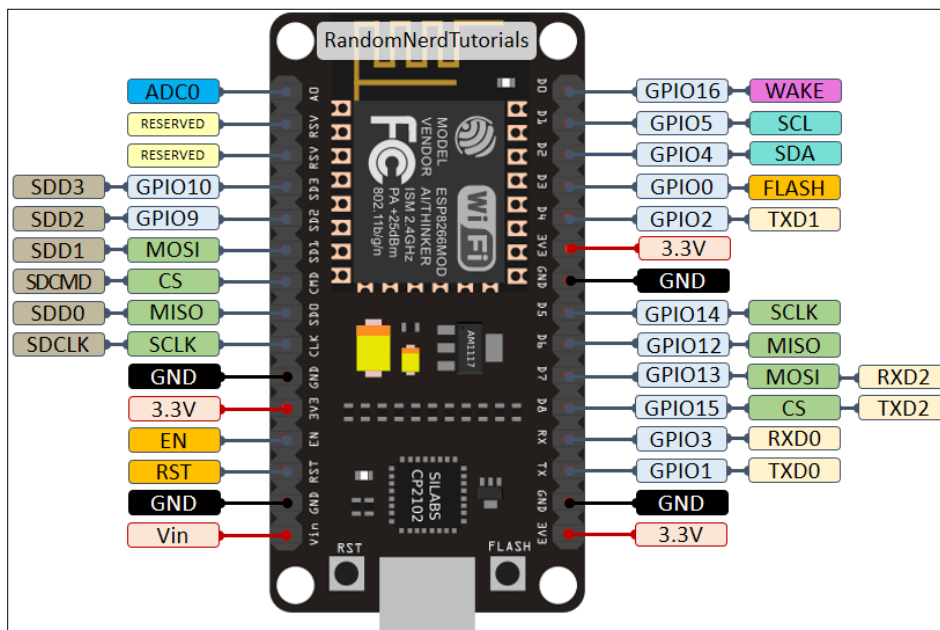 RandomNerdTutorials
ADC0 A0
RESERVED RSV
RESERVED RSV
SDD3 GPIO10 SD3
SDD2 GPIO9 SD2
SDD1 MOSI SD1
SDCMD CS CMD
SDD0 MISO SD0
SDCLK SCLK CLK
GND GND
3.3V 3V3
EN EN
RST RST
GND GND
Vin Vin
D0 GPIO16 WAKE
D1 GPIO5 SCL
D2 GPIO4 SDA
D3 GPIO0 FLASH
D4 GPIO2 TXD1
3V3 3.3V
GND GND
D5 GPIO14 SCLK
D6 GPIO12 MISO
D7 GPIO13 MOSI RXD2
D8 GPIO15 CS TXD2
RX GPIO3 RXD0
TX GPIO1 TXD0
GND GND
3V3 3.3V
MODEL ESP8266MOD
VENDOR AI/THINKER
ISM 2.4GHz
PA +25dBm
802.11b/g/n
FC
WiFi
AM1117
SILABS
CP2102
RST
FLASH